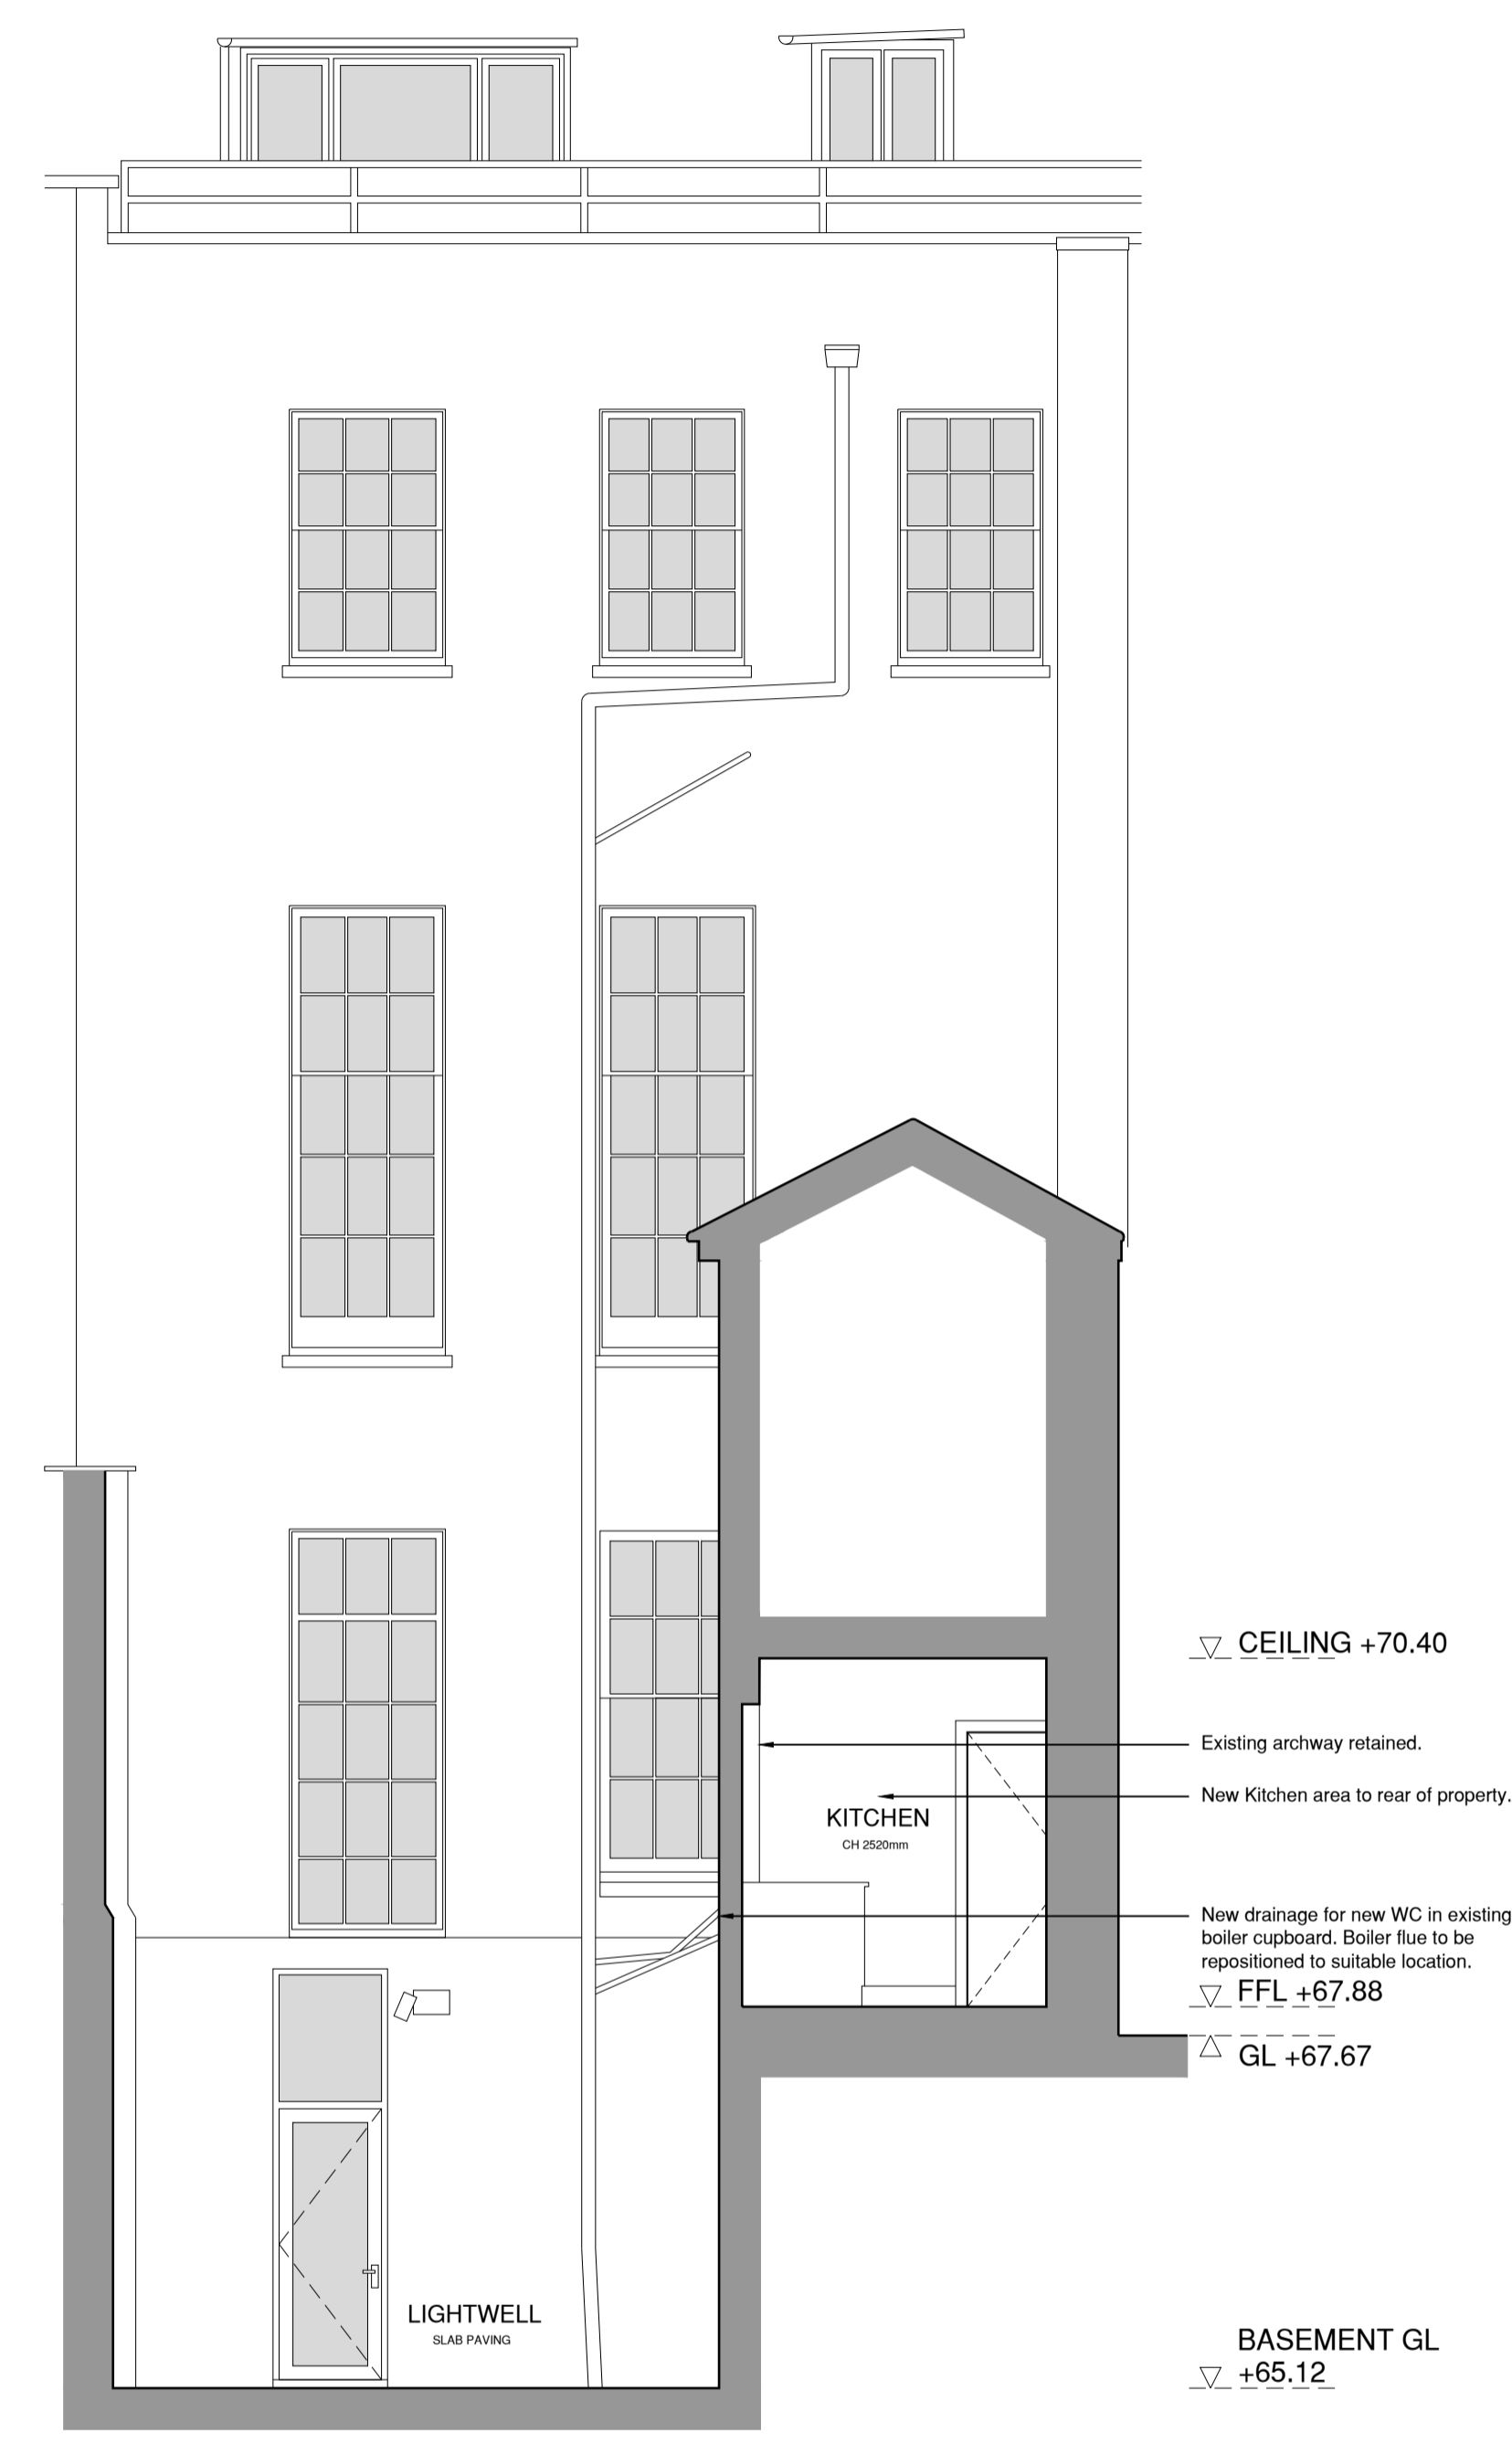 CEILING +70.40
Existing archway retained.
New Kitchen area to rear of property.
KITCHEN
CH 2520mm
New drainage for new WC in existing
boiler cupboard. Boiler flue to be
repositioned to suitable location.
FFL +67.88
GL +67.67
LIGHTWELL
SLAB PAVING
BASEMENT GL
+65.12